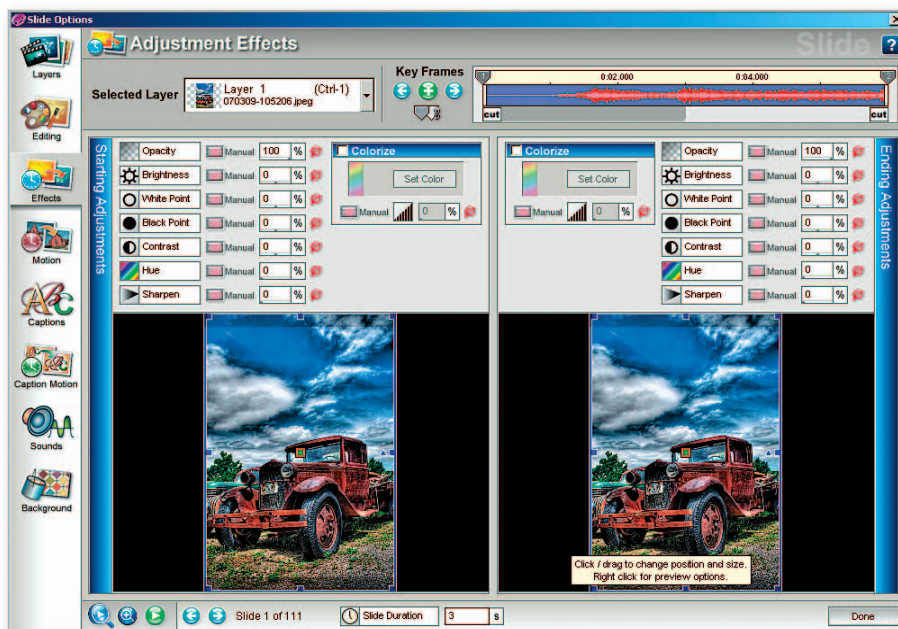 Slide Options
Adjustment Effects
Slide
?
Layers
Editing
Effects
Motion
Captions
Caption Motion
Sounds
Background
Selected Layer
Layer 1 (Ctrl-1)
070309-105206.jpeg
Key Frames
1
0:02.000
0:04.000
2
cut
cut
Starting Adjustments
Opacity Manual 100 %
Brightness Manual 0 %
White Point Manual 0 %
Black Point Manual 0 %
Contrast Manual 0 %
Hue Manual 0 %
Sharpen Manual 0 %
Colorize
Set Color
Manual 0 %
Colorize
Set Color
Manual 0 %
Opacity Manual 100 %
Brightness Manual 0 %
White Point Manual 0 %
Black Point Manual 0 %
Contrast Manual 0 %
Hue Manual 0 %
Sharpen Manual 0 %
Ending Adjustments
Click / drag to change position and size.
Right click for preview options.
Slide 1 of 111
Slide Duration 3 s
Done